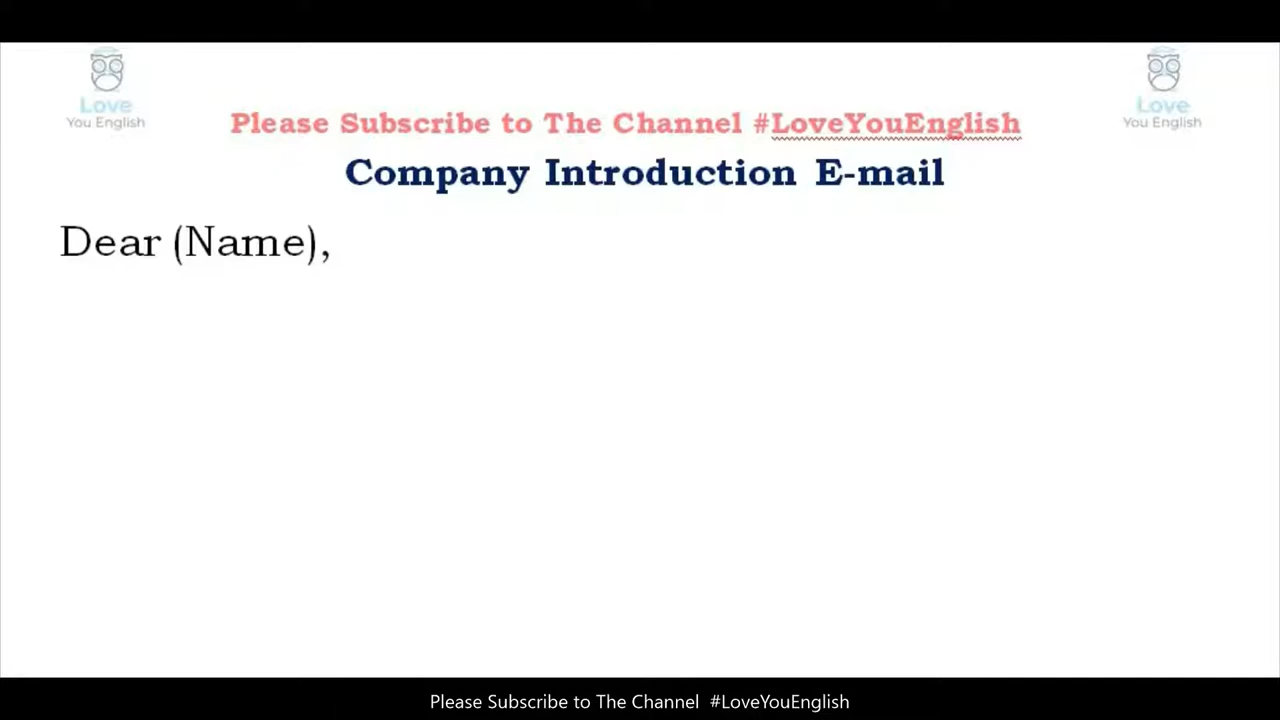 Love
You English
Love
You English
Please Subscribe to The Channel #LoveYouEnglish
Company Introduction E-mail
Dear (Name),
Please Subscribe to The Channel #LoveYouEnglish